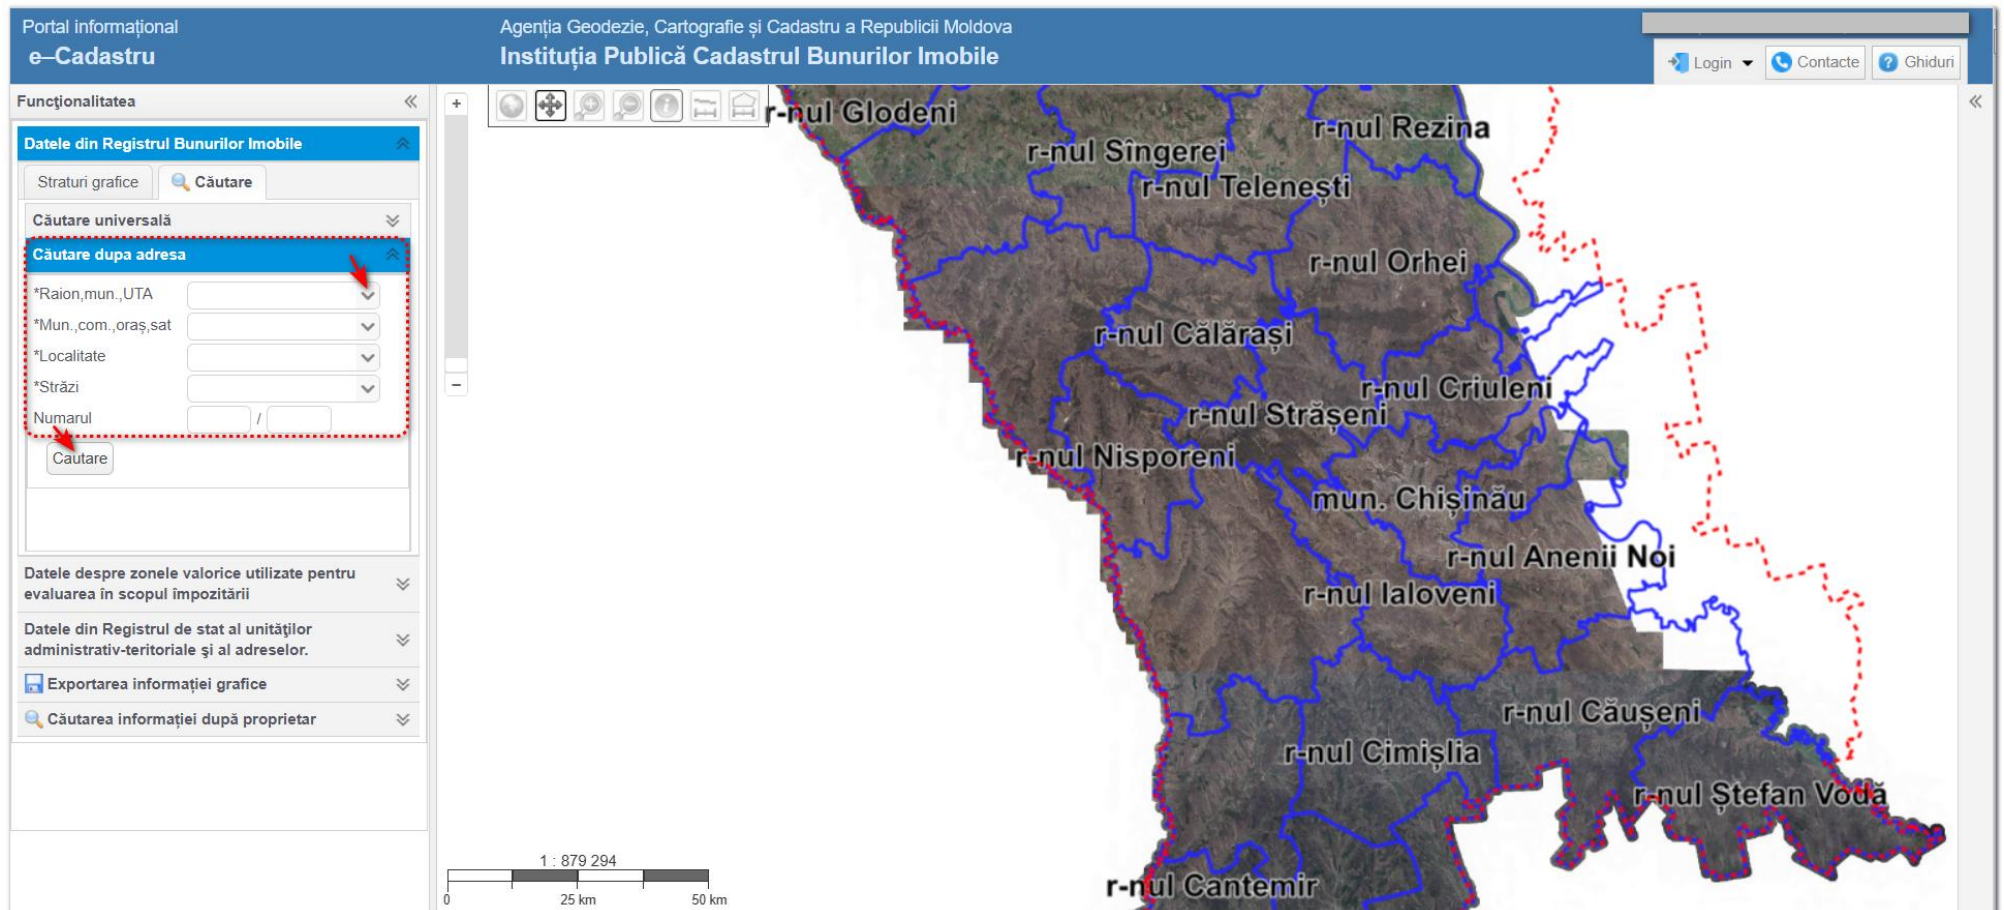 Portal informațional
e–Cadastru
Agenția Geodezie, Cartografie și Cadastru a Republicii Moldova
Instituția Publică Cadastrul Bunurilor Imobile
Login
Contacte
Ghiduri
Funcţionalitatea
Datele din Registrul Bunurilor Imobile
Straturi grafice
Căutare
Căutare universală
Căutare dupa adresa
*Raion,mun.,UTA
*Mun.,com.,oraș,sat
*Localitate
*Străzi
Numarul
/
Cautare
Datele despre zonele valorice utilizate pentru
evaluarea în scopul împozitării
Datele din Registrul de stat al unităţilor
administrativ-teritoriale şi al adreselor.
Exportarea informației grafice
Căutarea informației după proprietar
+
–
r-nul Glodeni
r-nul Rezina
r-nul Sîngerei
r-nul Telenești
r-nul Orhei
r-nul Călărași
r-nul Criuleni
r-nul Strășeni
r-nul Nisporeni
mun. Chișinău
r-nul Anenii Noi
r-nul Ialoveni
r-nul Căușeni
r-nul Cimișlia
r-nul Ștefan Vodă
r-nul Cantemir
1 : 879 294
0
25 km
50 km